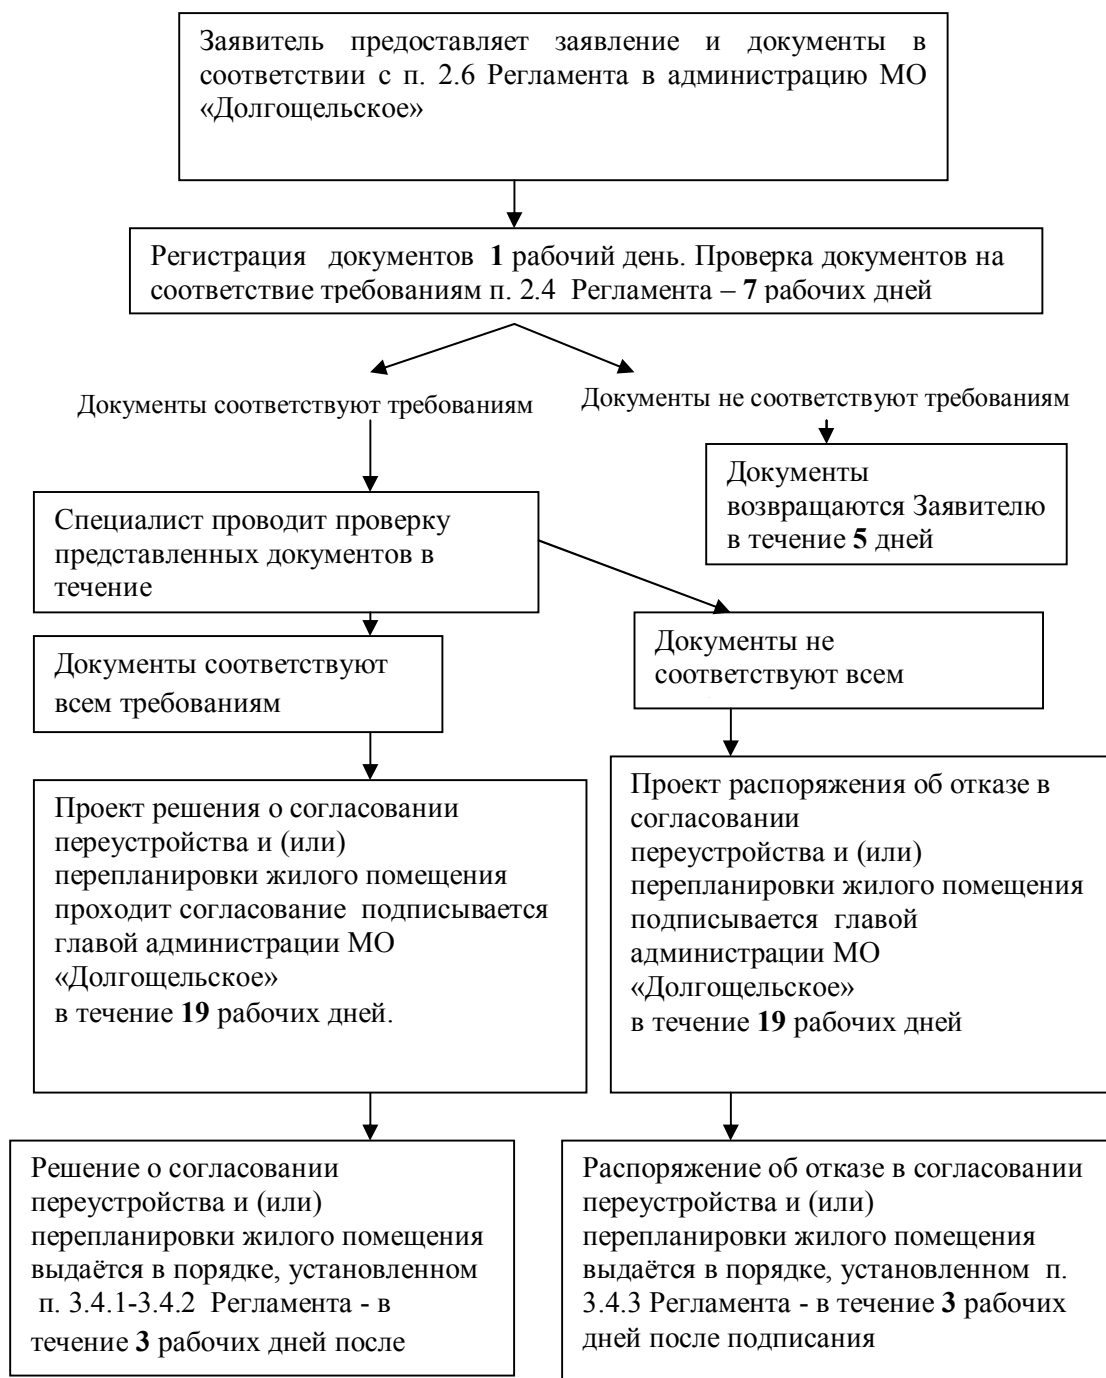 Заявитель предоставляет заявление и документы в
соответствии с п. 2.6 Регламента в администрацию МО
«Долгощельское»
Регистрация документов 1 рабочий день. Проверка документов на
соответствие требованиям п. 2.4 Регламента – 7 рабочих дней
Документы соответствуют требованиям
Документы не соответствуют требованиям
Документы
возвращаются Заявителю
в течение 5 дней
Специалист проводит проверку
представленных документов в
течение
Документы соответствуют
всем требованиям
Документы не
соответствуют всем
Проект решения о согласовании
переустройства и (или)
перепланировки жилого помещения
проходит согласование подписывается
главой администрации МО
«Долгощельское»
в течение 19 рабочих дней.
Проект распоряжения об отказе в
согласовании
переустройства и (или)
перепланировки жилого помещения
подписывается главой
администрации МО
«Долгощельское»
в течение 19 рабочих дней
Решение о согласовании
переустройства и (или)
перепланировки жилого помещения
выдаётся в порядке, установленном
п. 3.4.1-3.4.2 Регламента - в
течение 3 рабочих дней после
Распоряжение об отказе в согласовании
переустройства и (или)
перепланировки жилого помещения
выдаётся в порядке, установленном п.
3.4.3 Регламента - в течение 3 рабочих
дней после подписания